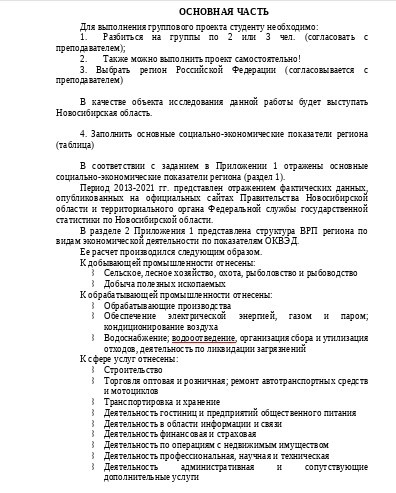 ОСНОВНАЯ ЧАСТЬ
Для выполнения группового проекта студенту необходимо:
1. Разбиться на группы по 2 или 3 чел. (согласовать с
преподавателем);
2. Также можно выполнит проект самостоятельно!
3. Выбрать регион Российской Федерации (согласовывается с
преподавателем)
В качестве объекта исследования данной работы будет выступать
Новосибирская область.
4. Заполнить основные социально-экономические показатели региона
(таблица)
В соответствии с заданием в Приложении 1 отражены основные
социально-экономические показатели региона (раздел 1).
Период 2013-2021 гг. представлен отражением фактических данных,
опубликованных на официальных сайтах Правительства Новосибирской
области и территориального органа Федеральной службы государственной
статистики по Новосибирской области.
В разделе 2 Приложения 1 представлена структура ВРП региона по
видам экономической деятельности по показателям ОКВЭД.
Ее расчет производился следующим образом.
К добывающей промышленности отнесены:
⌇ Сельское, лесное хозяйство, охота, рыболовство и рыбоводство
⌇ Добыча полезных ископаемых
К обрабатывающей промышленности отнесены:
⌇ Обрабатывающие производства
⌇ Обеспечение электрической энергией, газом и паром;
кондиционирование воздуха
⌇ Водоснабжение; водооотведение, организация сбора и утилизация
отходов, деятельность по ликвидации загрязнений
К сфере услуг отнесены:
⌇ Строительство
⌇ Торговля оптовая и розничная; ремонт автотранспортных средств
и мотоциклов
⌇ Транспортировка и хранение
⌇ Деятельность гостиниц и предприятий общественного питания
⌇ Деятельность в области информации и связи
⌇ Деятельность финансовая и страховая
⌇ Деятельность по операциям с недвижимым имуществом
⌇ Деятельность профессиональная, научная и техническая
⌇ Деятельность административная и сопутствующие
дополнительные услуги